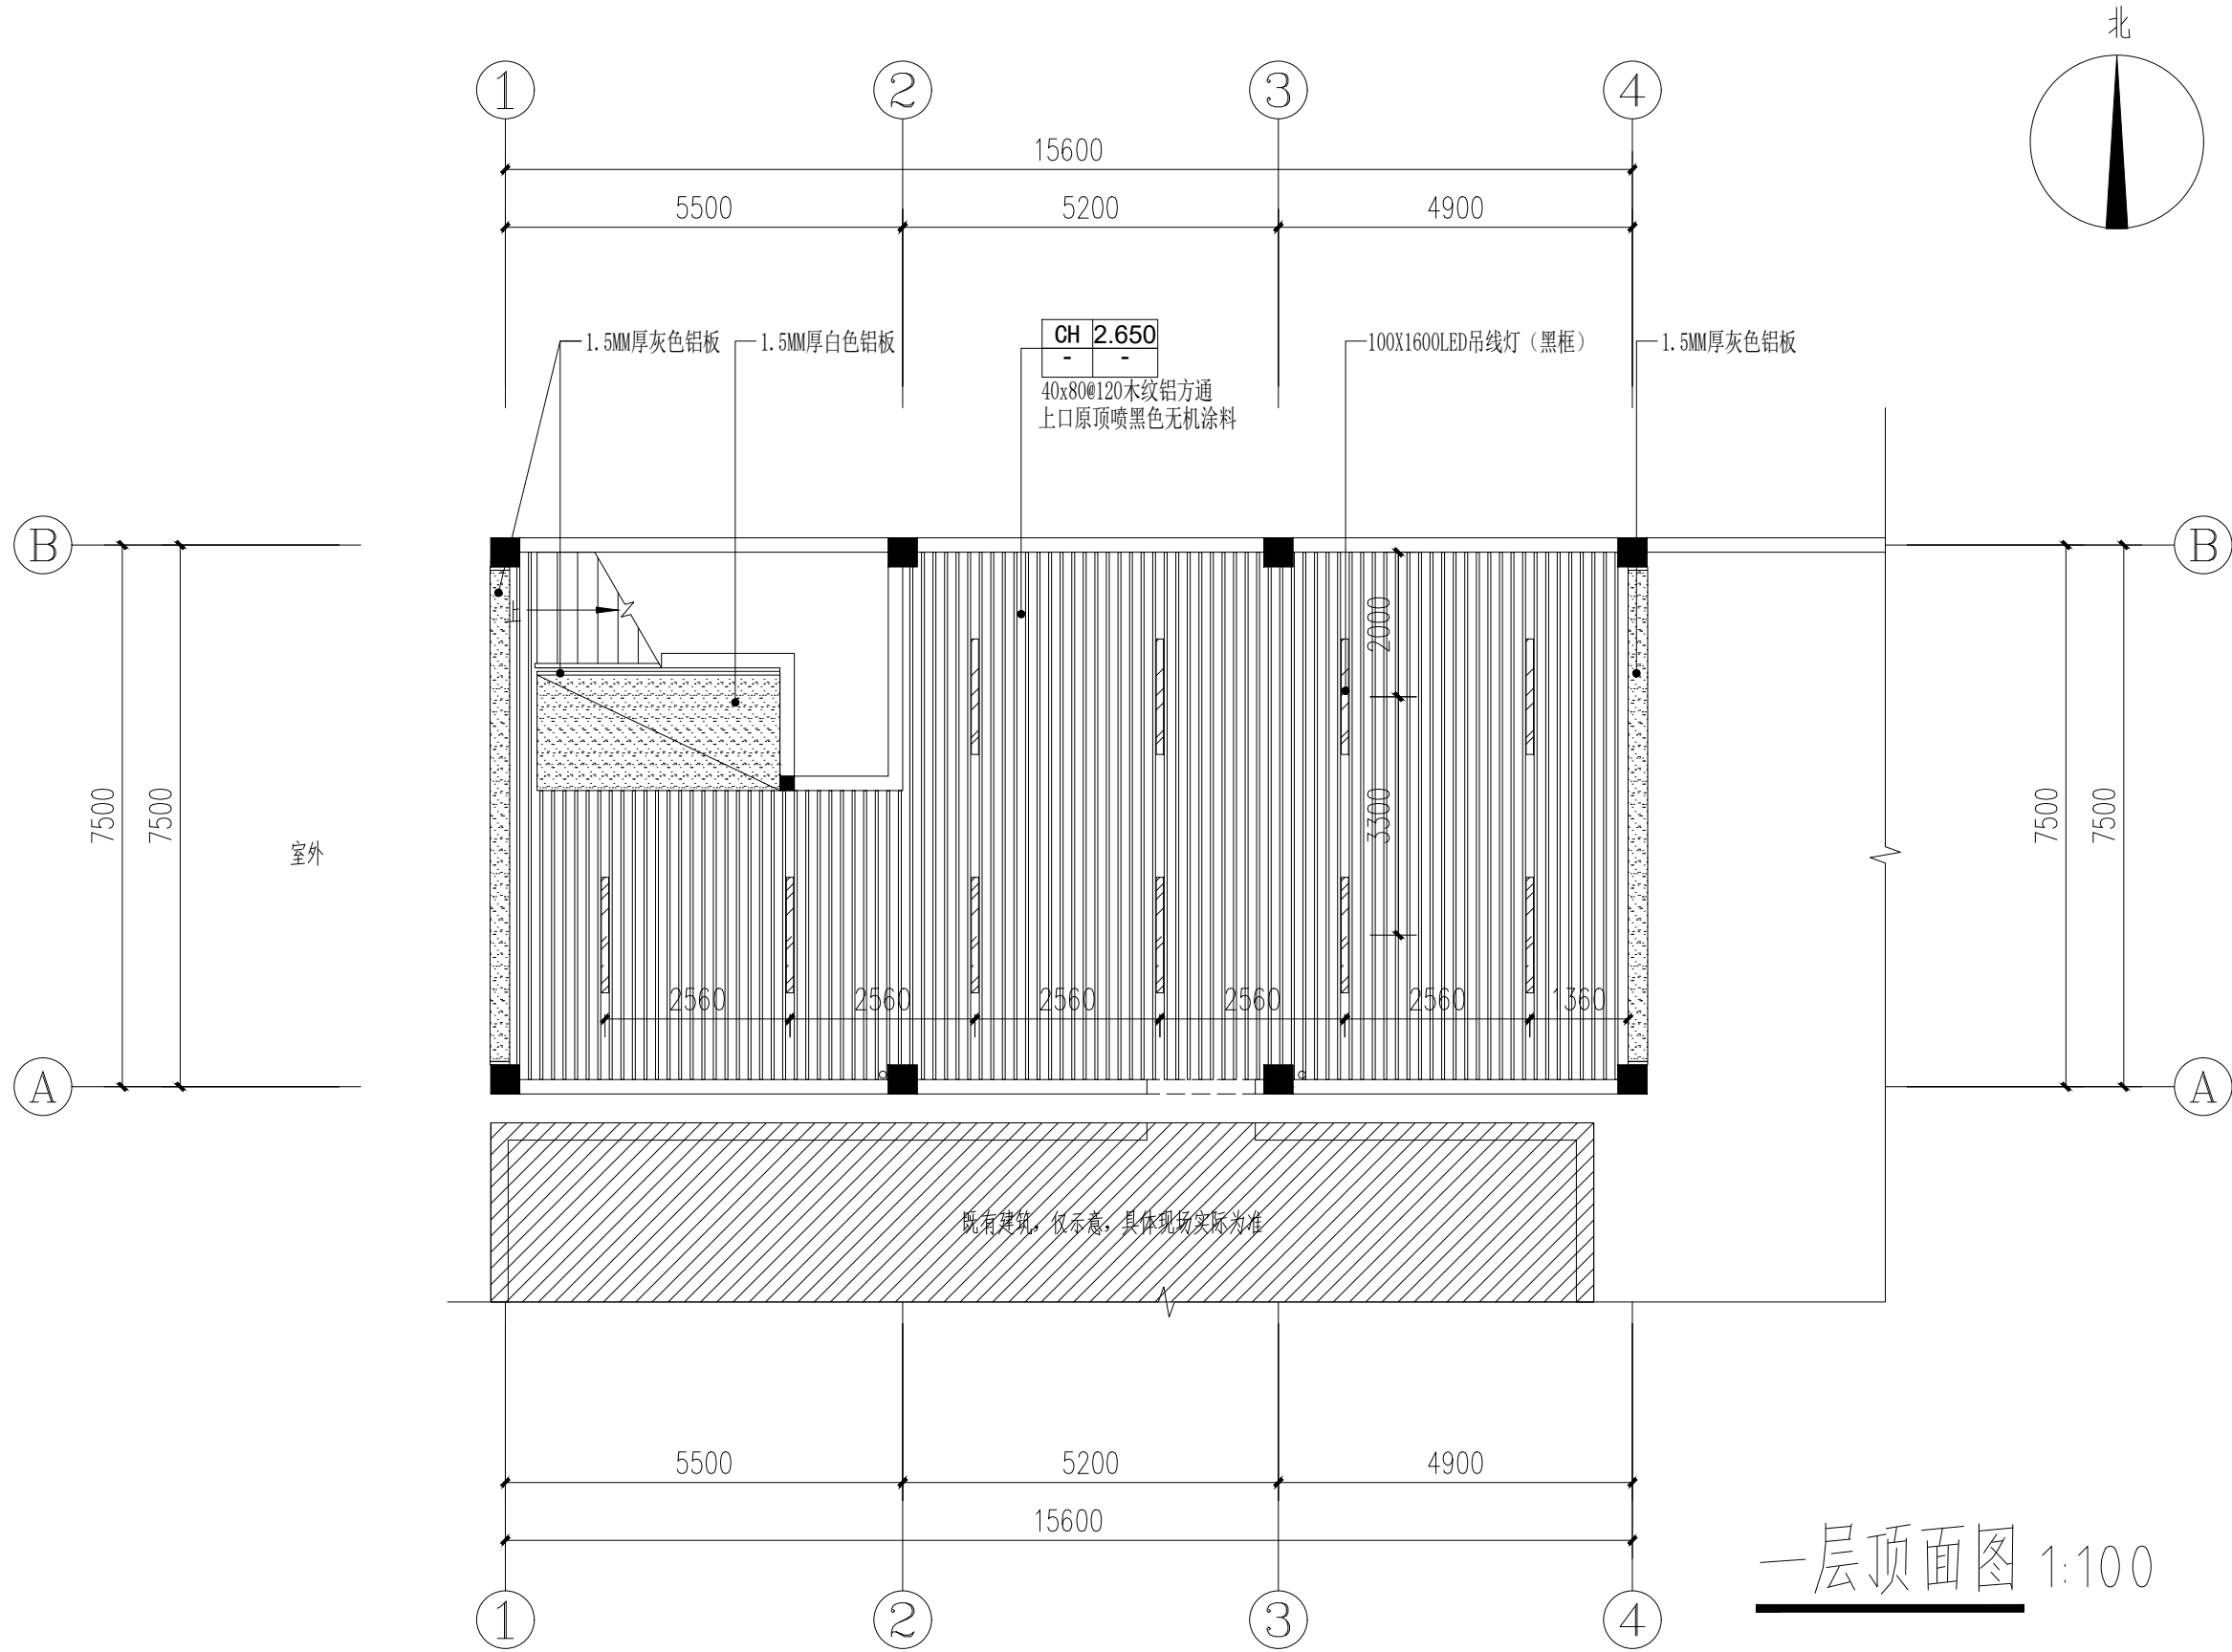 北
1 2 3 4
15600
5500 5200 4900
1.5MM厚灰色铝板
1.5MM厚白色铝板
CH 2.650
- -
40x80@120木纹铝方通
上口原顶喷黑色无机涂料
100X1600LED吊线灯（黑框）
1.5MM厚灰色铝板
B B
上
2000
3300
7500 7500
室外
7500 7500
2560 2560 2560 2560 2560 1360
A A
既有建筑，仅示意，具体现场实际为准
5500 5200 4900
15600
一层顶面图 1:100
1 2 3 4